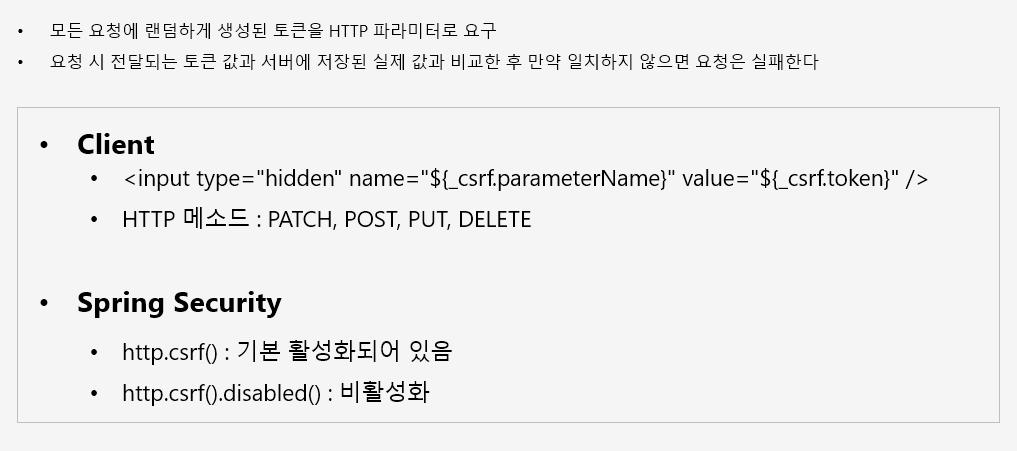 • 모든 요청에 랜덤하게 생성된 토큰을 HTTP 파라미터로 요구
• 요청 시 전달되는 토큰 값과 서버에 저장된 실제 값과 비교한 후 만약 일치하지 않으면 요청은 실패한다
• Client
• <input type="hidden" name="${_csrf.parameterName}" value="${_csrf.token}" />
• HTTP 메소드 : PATCH, POST, PUT, DELETE
• Spring Security
• http.csrf() : 기본 활성화되어 있음
• http.csrf().disabled() : 비활성화